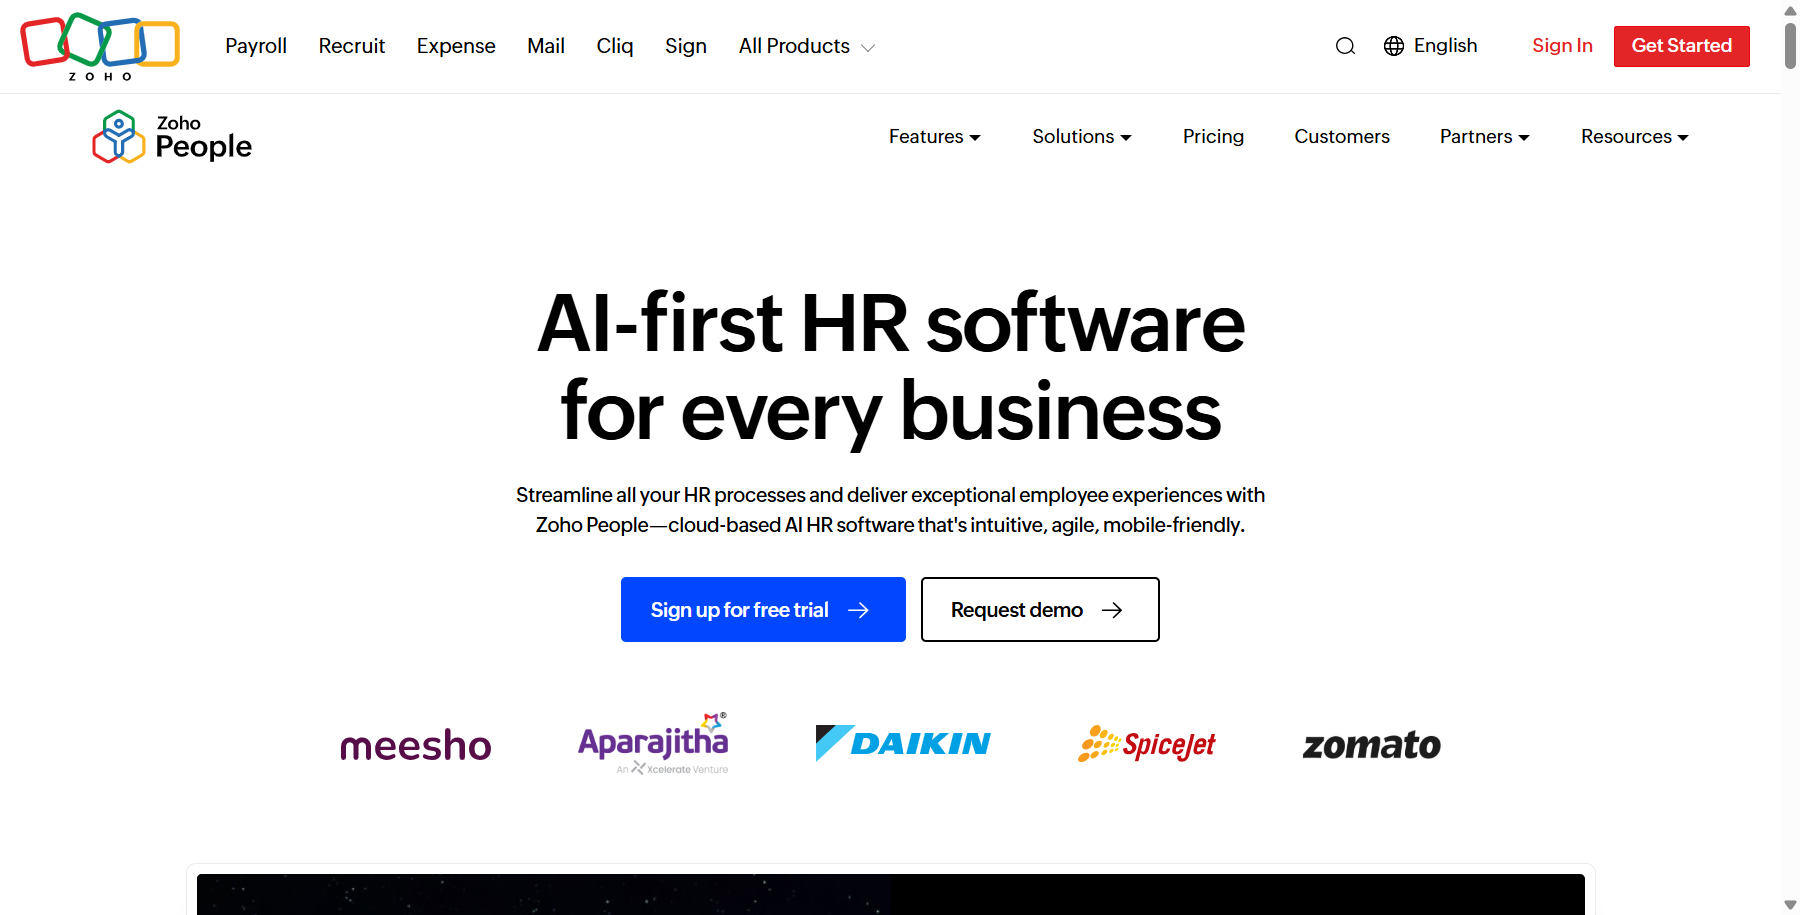 ZOHO
Payroll Recruit Expense Mail Cliq Sign All Products
English Sign In Get Started
Zoho
People
Features Solutions Pricing Customers Partners Resources
AI-first HR software
for every business
Streamline all your HR processes and deliver exceptional employee experiences with
Zoho People—cloud-based AI HR software that's intuitive, agile, mobile-friendly.
Sign up for free trial Request demo
meesho
Aparajitha®
An Xcelerate Venture
DAIKIN
SpiceJet
zomato